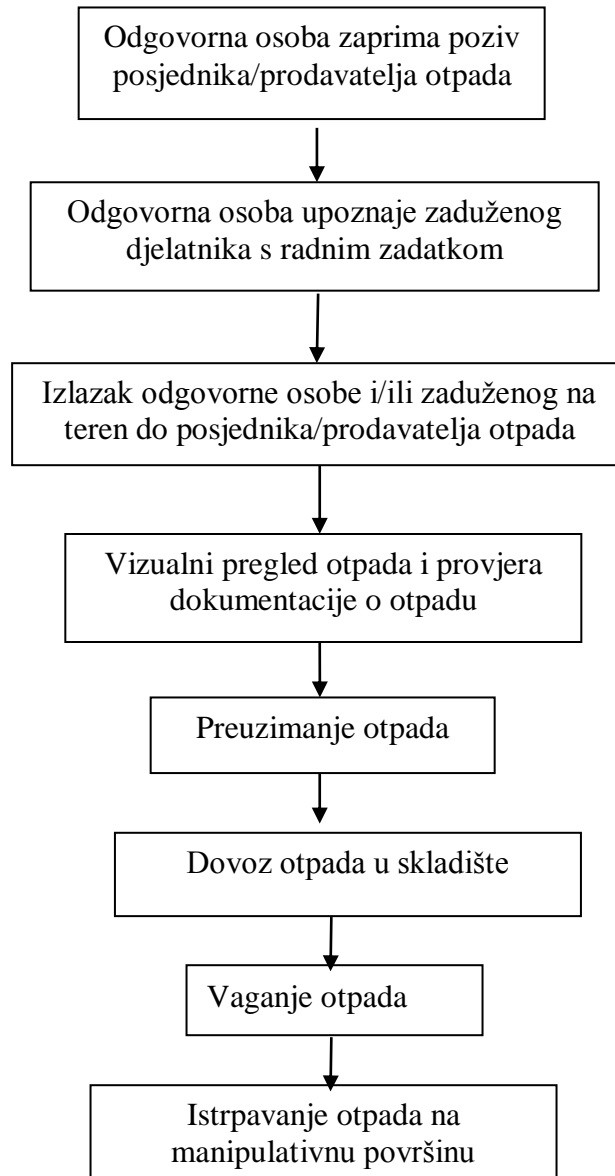 Odgovorna osoba zaprima poziv
posjednika/prodavatelja otpada
Odgovorna osoba upoznaje zaduženog
djelatnika s radnim zadatkom
Izlazak odgovorne osobe i/ili zaduženog na
teren do posjednika/prodavatelja otpada
Vizualni pregled otpada i provjera
dokumentacije o otpadu
Preuzimanje otpada
Dovoz otpada u skladište
Vaganje otpada
Istrpavanje otpada na
manipulativnu površinu